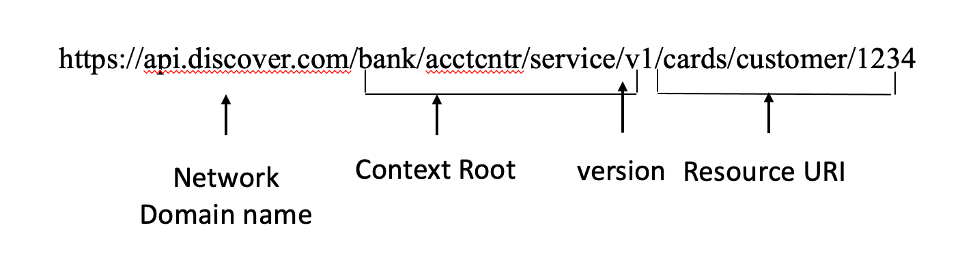 https://api.discover.com/bank/acctcntr/service/v1/cards/customer/1234
Network
Domain name
Context Root
version
Resource URI